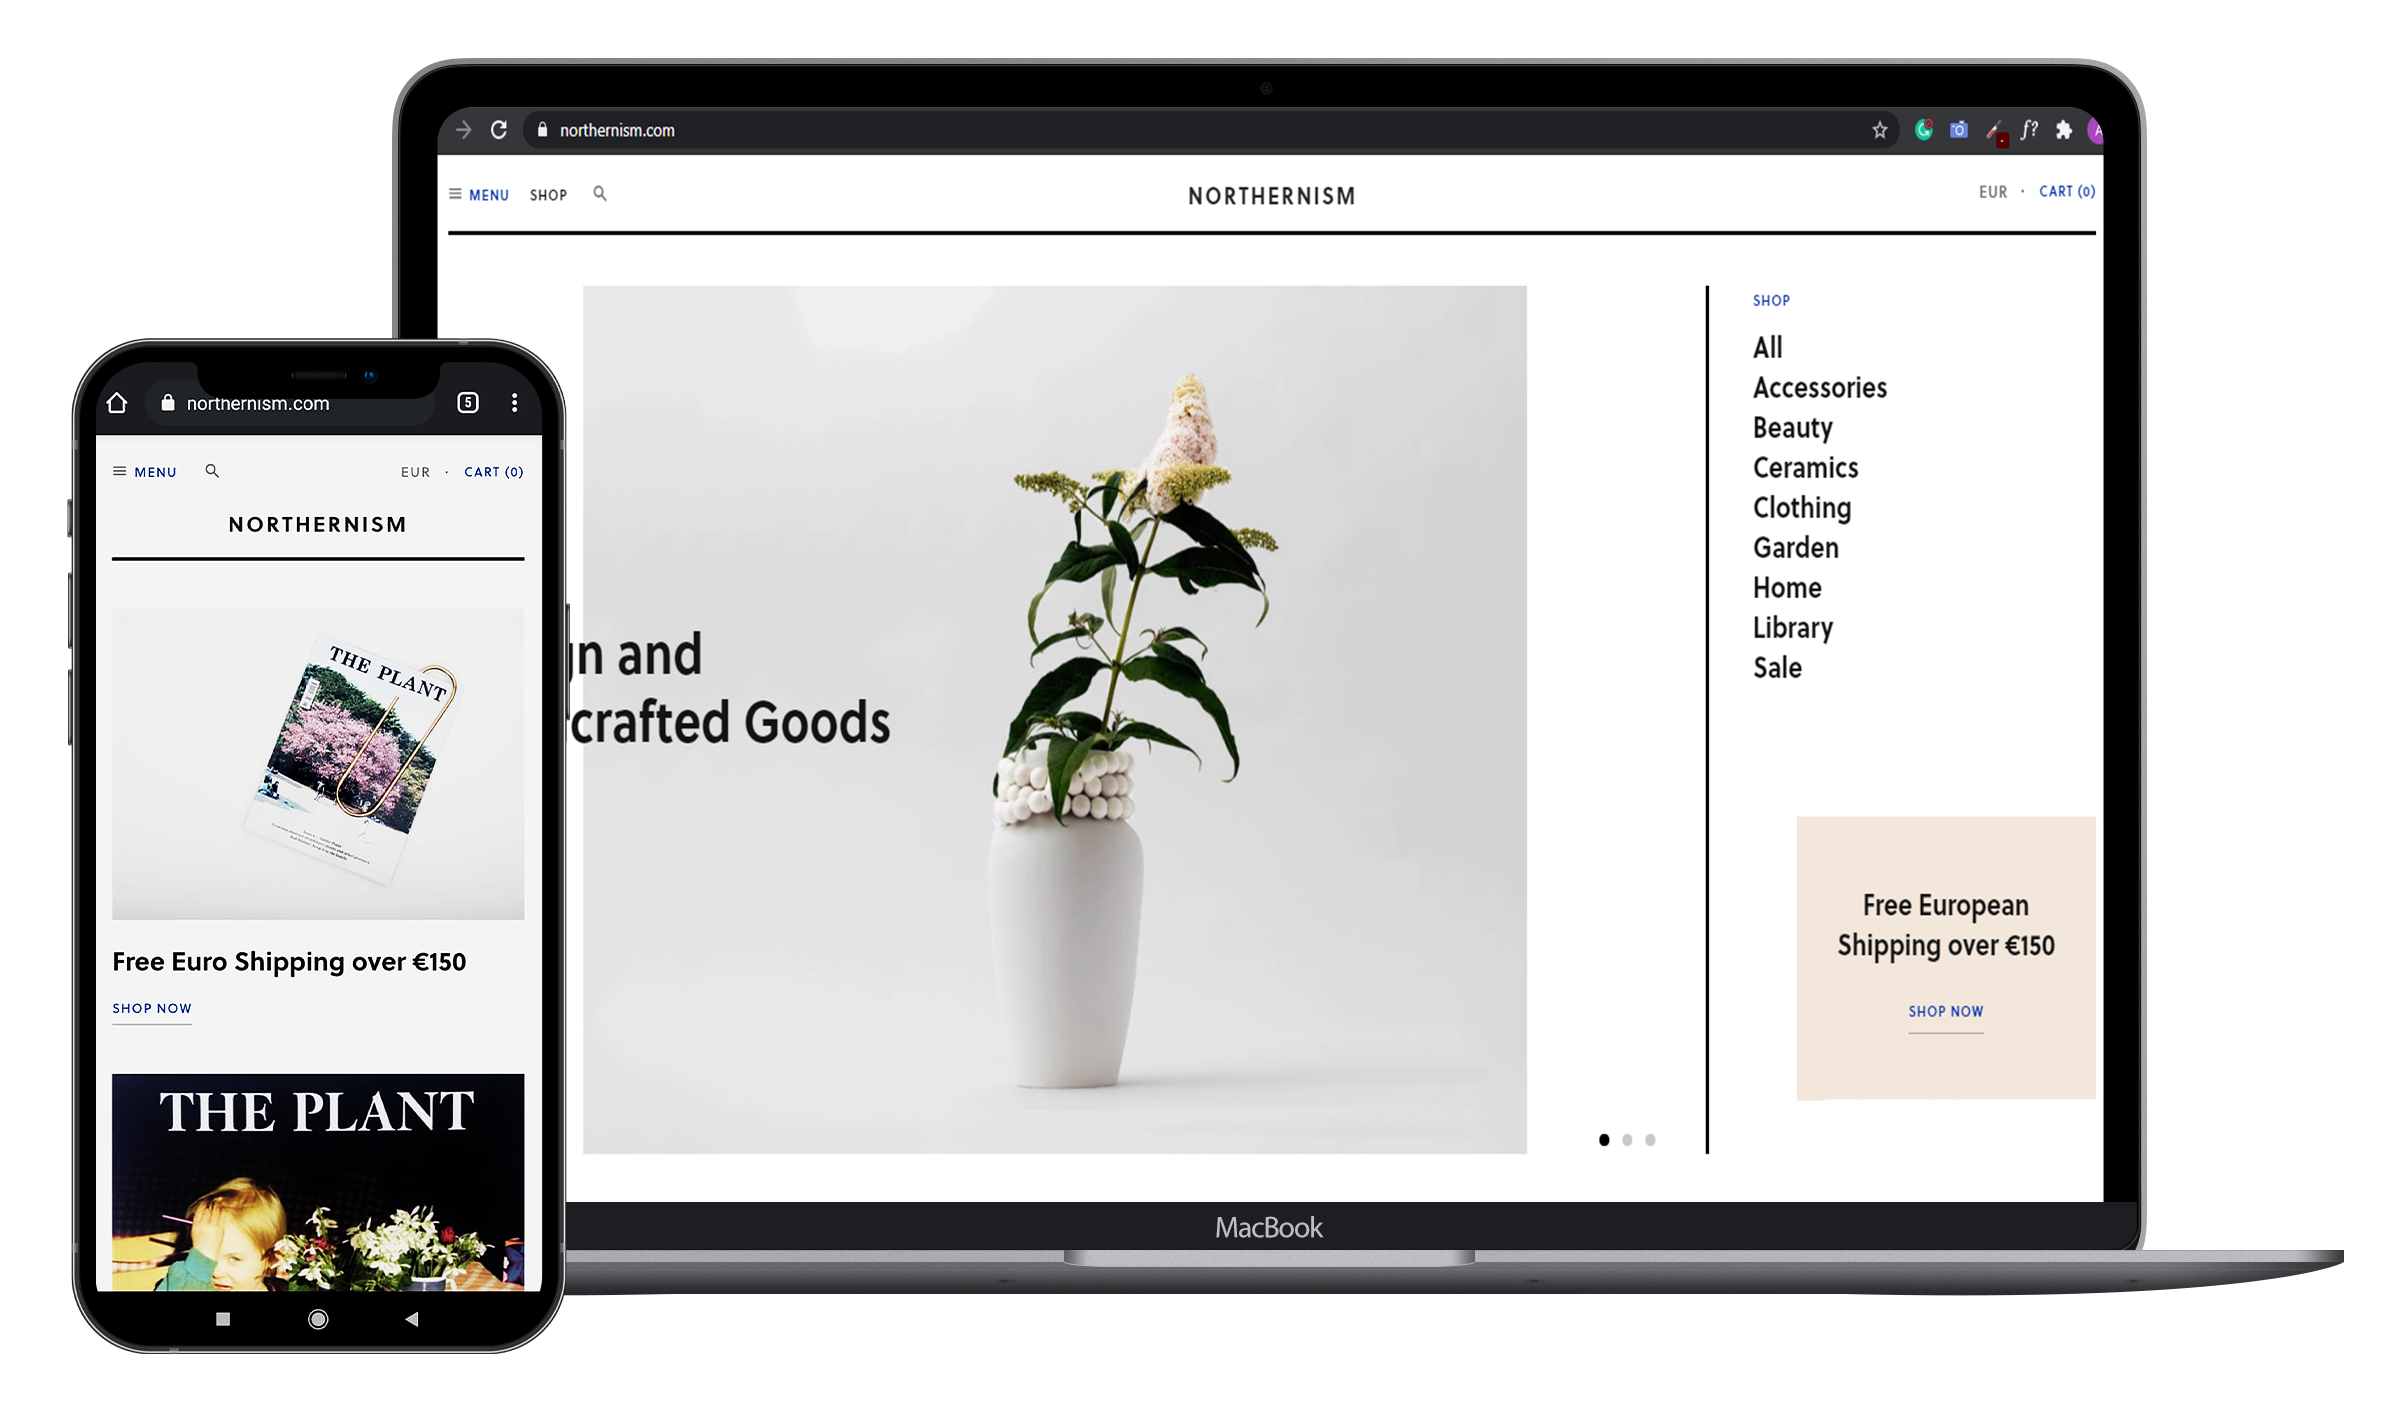 northernism.com
MENU SHOP
NORTHERNISM
EUR · CART (0)
gn and
crafted Goods
SHOP
All
Accessories
Beauty
Ceramics
Clothing
Garden
Home
Library
Sale
Free European
Shipping over €150
SHOP NOW
MacBook
northernism.com
5
MENU
EUR · CART (0)
NORTHERNISM
THE PLANT
Free Euro Shipping over €150
SHOP NOW
THE PLANT